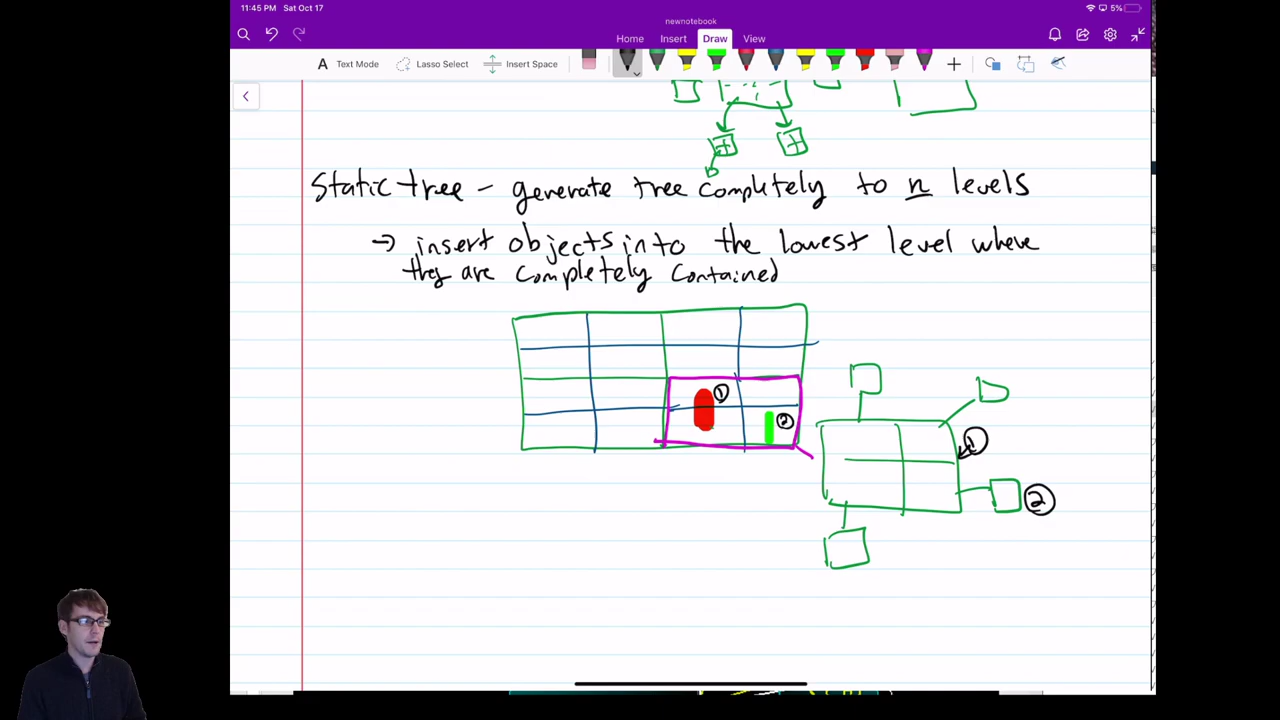 11:45 PM Sat Oct 17
5%
newnotebook
Home Insert Draw View
A Text Mode Lasso Select Insert Space
Static tree - generate tree completely to n levels
→ insert objects into the lowest level where
they are completely contained
1
2
1
2